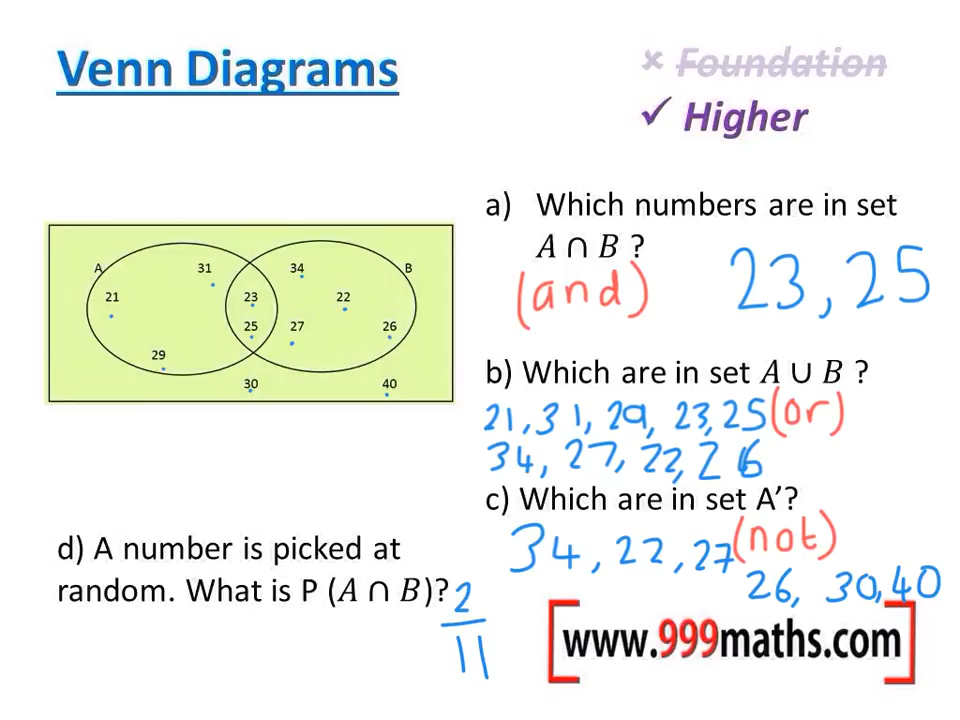 Venn Diagrams
× Foundation
✓ Higher
A 31 34 B
21 23 22
25 27 26
29
30 40
a) Which numbers are in set
A ∩ B ?
(and) 23, 25
b) Which are in set A ∪ B ?
21, 31, 29, 23, 25 (or)
34, 27, 22, 26
c) Which are in set A′?
34, 22, 27 (not)
26, 30, 40
d) A number is picked at
random. What is P (A ∩ B)?
2
11
www.999maths.com